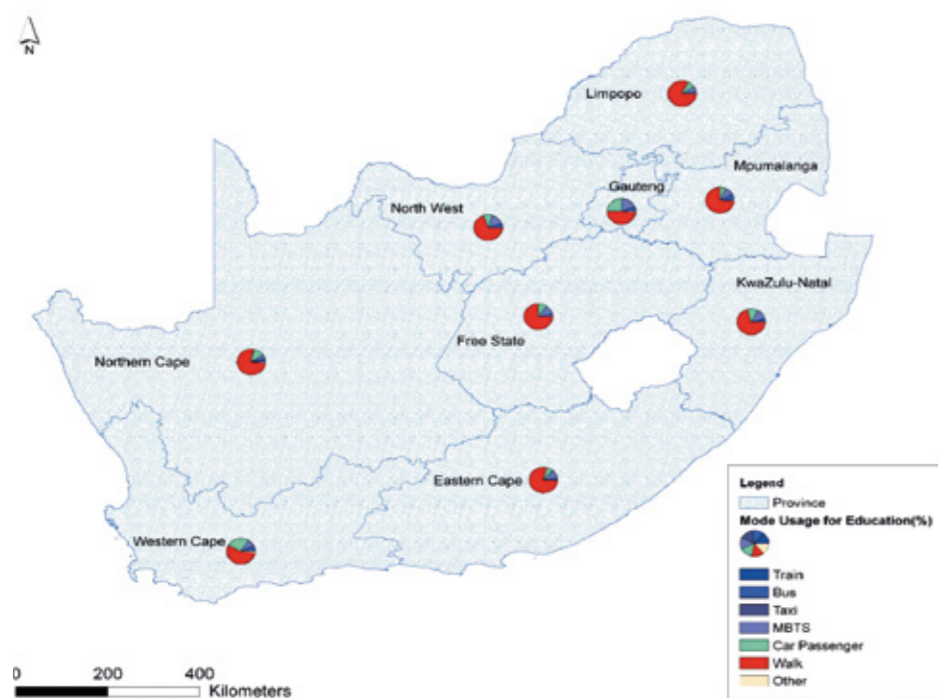 N
Limpopo
Mpumalanga
Gauteng
North West
KwaZulu-Natal
Free State
Northern Cape
Eastern Cape
Western Cape
Legend
Province
Mode Usage for Education(%)
Train
Bus
Taxi
MBTS
Car Passenger
Walk
Other
0 200 400
Kilometers